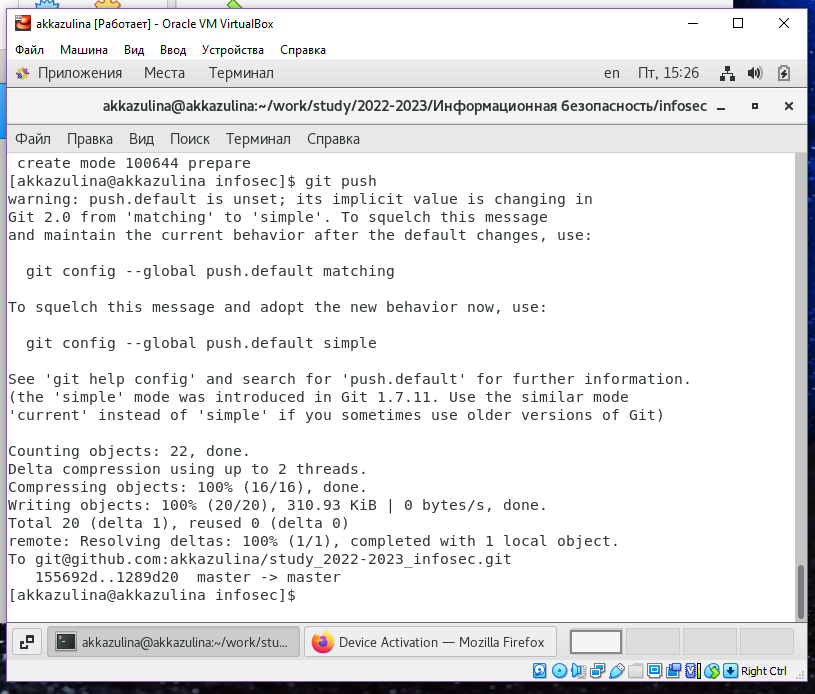 akkazulina [Работает] - Oracle VM VirtualBox
Файл Машина Вид Ввод Устройства Справка
Приложения Места Терминал en Пт, 15:26
akkazulina@akkazulina:~/work/study/2022-2023/Информационная безопасность/infosec
Файл Правка Вид Поиск Терминал Справка
 create mode 100644 prepare
[akkazulina@akkazulina infosec]$ git push
warning: push.default is unset; its implicit value is changing in
Git 2.0 from 'matching' to 'simple'. To squelch this message
and maintain the current behavior after the default changes, use:
  git config --global push.default matching
To squelch this message and adopt the new behavior now, use:
  git config --global push.default simple
See 'git help config' and search for 'push.default' for further information.
(the 'simple' mode was introduced in Git 1.7.11. Use the similar mode
'current' instead of 'simple' if you sometimes use older versions of Git)
Counting objects: 22, done.
Delta compression using up to 2 threads.
Compressing objects: 100% (16/16), done.
Writing objects: 100% (20/20), 310.93 KiB | 0 bytes/s, done.
Total 20 (delta 1), reused 0 (delta 0)
remote: Resolving deltas: 100% (1/1), completed with 1 local object.
To git@github.com:akkazulina/study_2022-2023_infosec.git
   155692d..1289d20  master -> master
[akkazulina@akkazulina infosec]$
akkazulina@akkazulina:~/work/stu... Device Activation — Mozilla Firefox
Right Ctrl